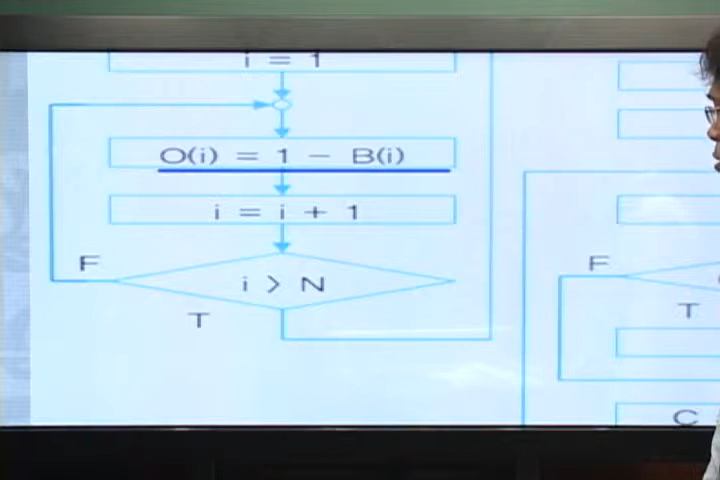 i = 1
O(i) = 1 - B(i)
i = i + 1
F
i > N
T
F
T
C